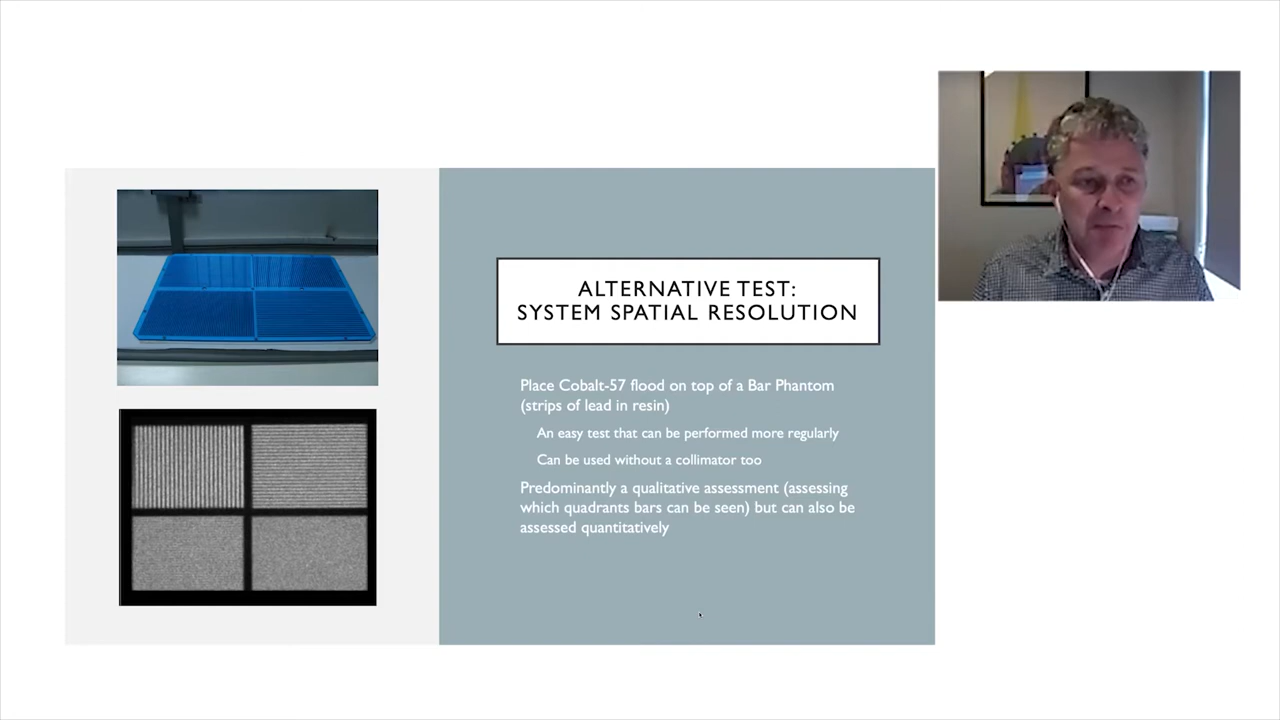 ALTERNATIVE TEST:
SYSTEM SPATIAL RESOLUTION
Place Cobalt-57 flood on top of a Bar Phantom
(strips of lead in resin)
An easy test that can be performed more regularly
Can be used without a collimator too
Predominantly a qualitative assessment (assessing
which quadrants bars can be seen) but can also be
assessed quantitatively